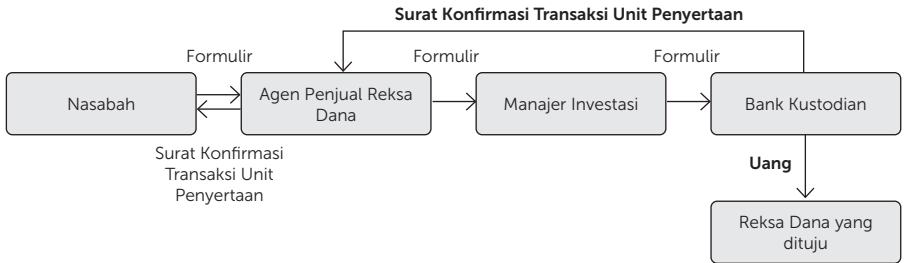 Surat Konfirmasi Transaksi Unit Penyertaan
Formulir
Formulir
Formulir
Nasabah
Agen Penjual Reksa
Dana
Manajer Investasi
Bank Kustodian
Surat Konfirmasi
Transaksi Unit
Penyertaan
Uang
Reksa Dana yang
dituju